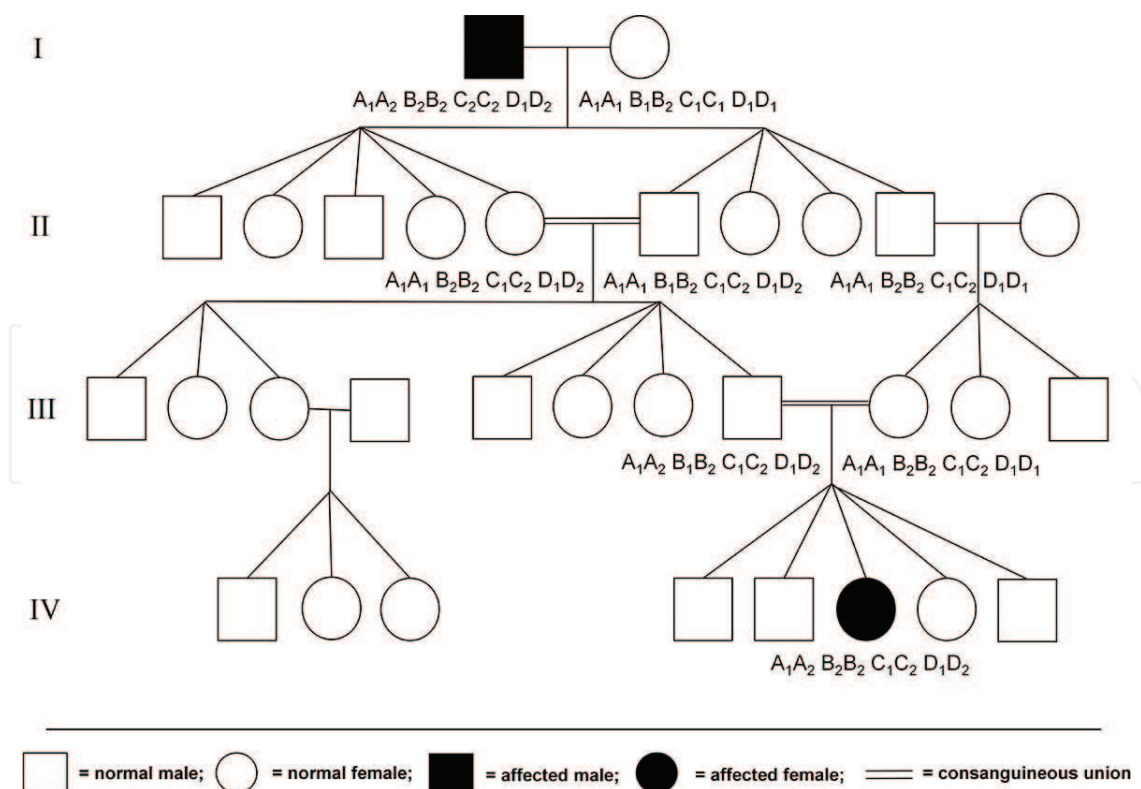 I
A₁A₂ B₂B₂ C₂C₂ D₁D₂ A₁A₁ B₁B₂ C₁C₁ D₁D₁
II
A₁A₁ B₂B₂ C₁C₂ D₁D₂ A₁A₁ B₁B₂ C₁C₂ D₁D₂ A₁A₁ B₂B₂ C₁C₂ D₁D₁
III
A₁A₂ B₁B₂ C₁C₂ D₁D₂ A₁A₁ B₂B₂ C₁C₂ D₁D₁
IV
A₁A₂ B₂B₂ C₁C₂ D₁D₂
= normal male; = normal female; = affected male; = affected female; = consanguineous union